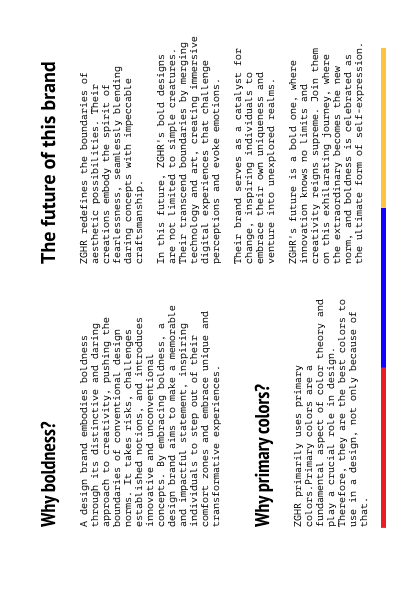 Why boldness?
A design brand embodies boldness
through its distinctive and daring
approach to creativity, pushing the
boundaries of conventional design
norms. It takes risks, challenges
established notions, and introduces
innovative and unconventional
concepts. By embracing boldness, a
design brand aims to make a memorable
and impactful statement, inspiring
individuals to step out of their
comfort zones and embrace unique and
transformative experiences.
Why primary colors?
ZGHR primarily uses primary
colors.Primary colors are a
fundamental aspect of color theory and
play a crucial role in design.
Therefore, they are the best colors to
use in a design, not only because of
that.
The future of this brand
ZGHR redefines the boundaries of
aesthetic possibilities. Their
creations embody the spirit of
fearlessness, seamlessly blending
daring concepts with impeccable
craftsmanship.
In this future, ZGHR's bold designs
are not limited to simple creatures.
Their transcend boundaries by merging
technology and art, creating immersive
digital experiences that challenge
perceptions and evoke emotions.
Their brand serves as a catalyst for
change, inspiring individuals to
embrace their own uniqueness and
venture into unexplored realms.
ZGHR's future is a bold one, where
innovation knows no limits and
creativity reigns supreme. Join them
on this exhilarating journey, where
the extraordinary becomes the new
norm, and boldness is celebrated as
the ultimate form of self-expression.